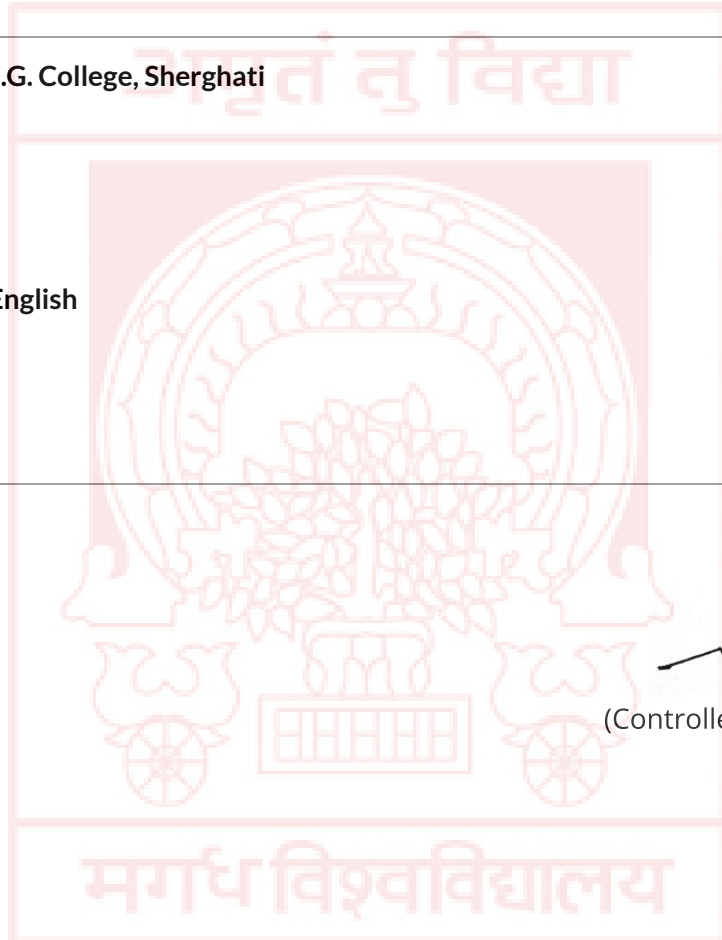 अमृतं तु विद्या
.G. College, Sherghati
English
(Controlle
मगध विश्वविद्यालय